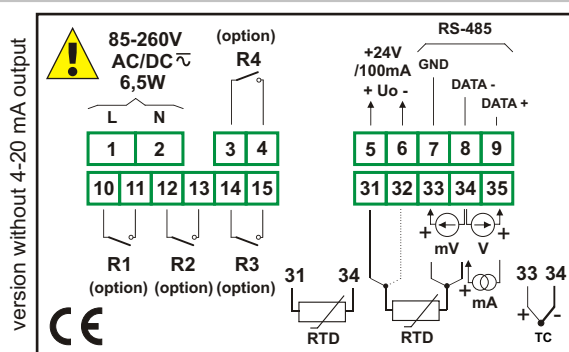 version without 4-20 mA output
85-260V
AC/DC
6,5W
L N
(option)
R4
+24V
/100mA
+ Uo -
RS-485
GND
DATA -
DATA +
1 2 3 4 5 6 7 8 9
10 11 12 13 14 15 31 32 33 34 35
R1 R2 R3
(option) (option) (option)
+ mV V +
+ mA
31 34
RTD
RTD
33 34
+ -
TC
CE